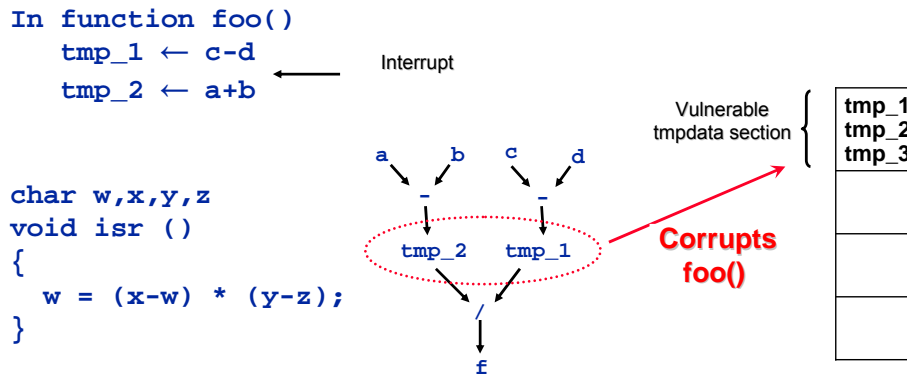 In function foo()
tmp_1 ← c-d
tmp_2 ← a+b
Interrupt
Vulnerable
tmpdata section
{
tmp_1
tmp_2
tmp_3
char w,x,y,z
void isr ()
{
w = (x-w) * (y-z);
}
a b c d
- -
tmp_2 tmp_1
/
f
Corrupts
foo()